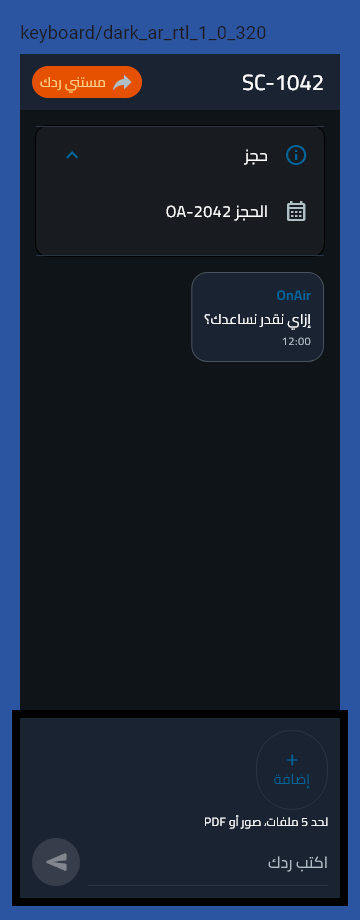 keyboard/dark_ar_rtl_1_0_320
SC-1042
مستني ردك
حجز
الحجز OA-2042
OnAir
إزاي نقدر نساعدك؟
12:00
+
إضافة
لحد 5 ملفات، صور أو PDF
اكتب ردك